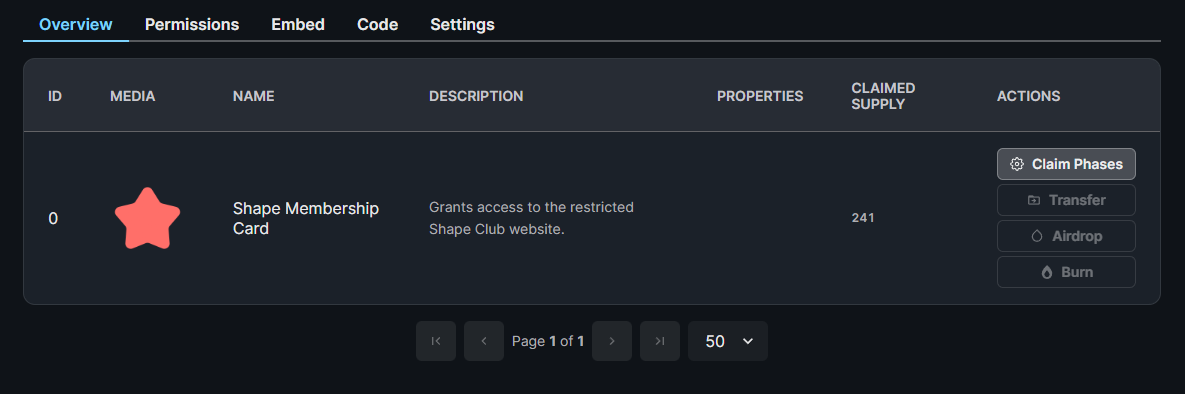 Overview Permissions Embed Code Settings
ID MEDIA NAME DESCRIPTION PROPERTIES CLAIMED SUPPLY ACTIONS
0
Shape Membership
Card
Grants access to the restricted
Shape Club website.
241
Claim Phases
Transfer
Airdrop
Burn
Page 1 of 1 50